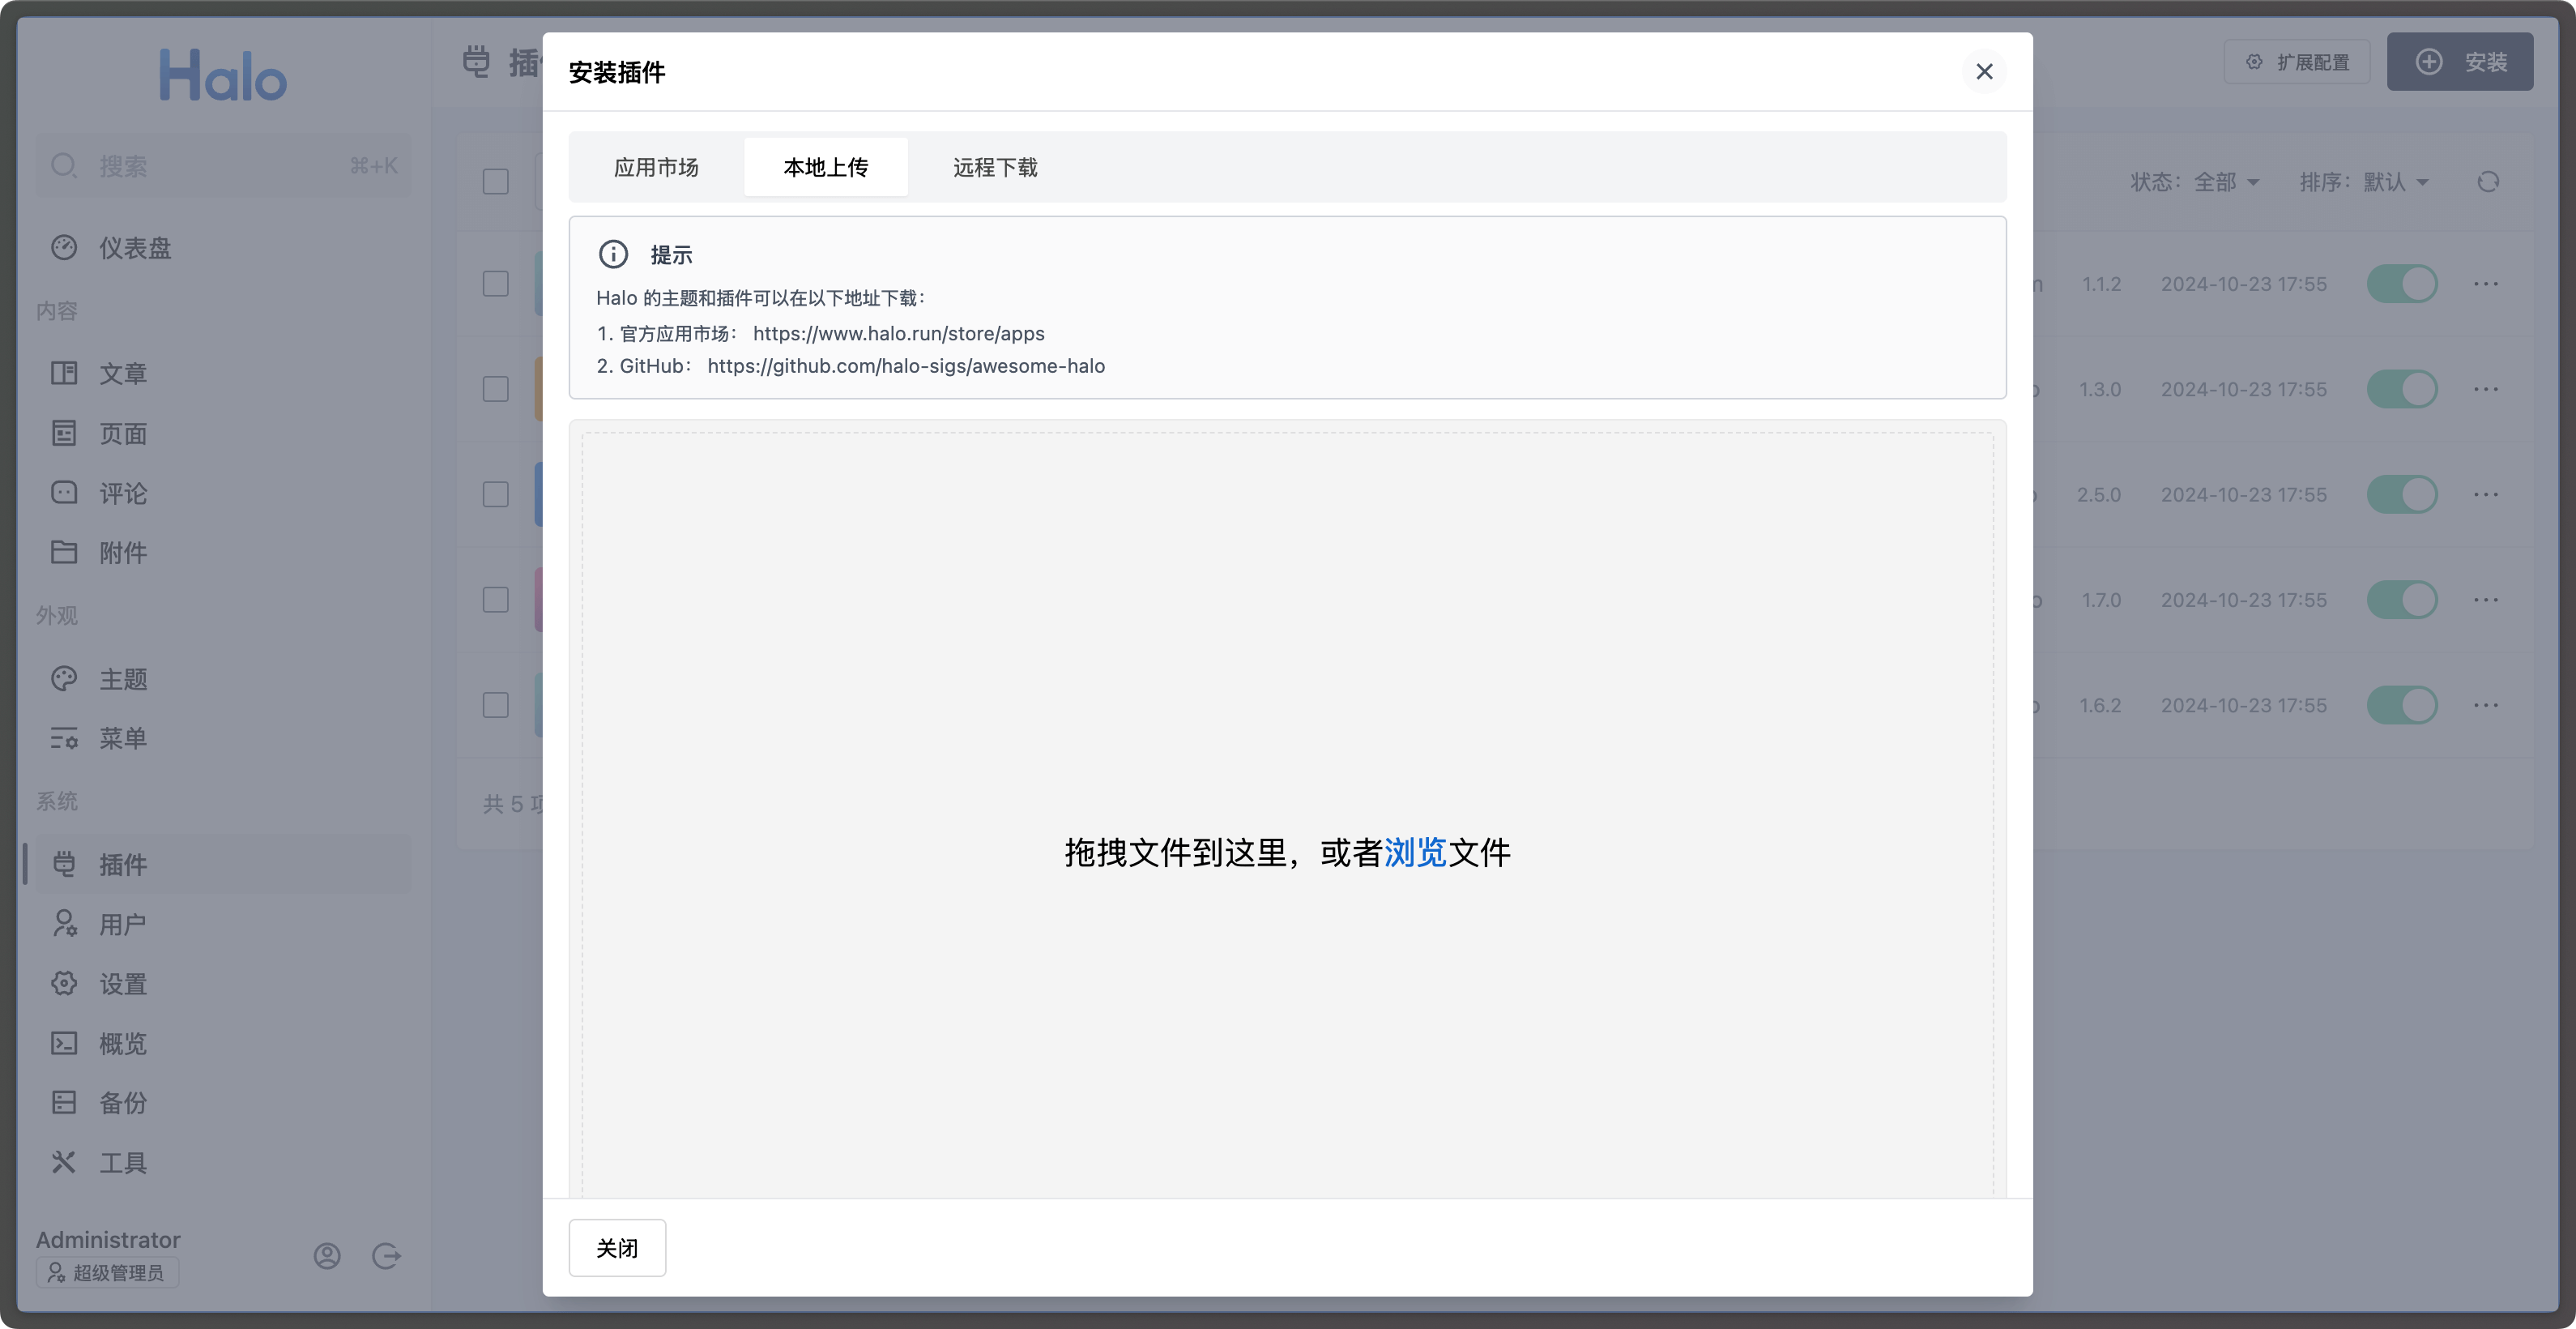 Halo
搜索 ⌘+K
仪表盘
内容
文章
页面
评论
附件
外观
主题
菜单
系统
插件
用户
设置
概览
备份
工具
Administrator
超级管理员
扩展配置
安装
状态: 全部 排序: 默认
1.1.2 2024-10-23 17:55
1.3.0 2024-10-23 17:55
2.5.0 2024-10-23 17:55
1.7.0 2024-10-23 17:55
1.6.2 2024-10-23 17:55
共 5
安装插件
应用市场 本地上传 远程下载
提示
Halo 的主题和插件可以在以下地址下载：
1. 官方应用市场： https://www.halo.run/store/apps
2. GitHub： https://github.com/halo-sigs/awesome-halo
拖拽文件到这里，或者浏览文件
关闭